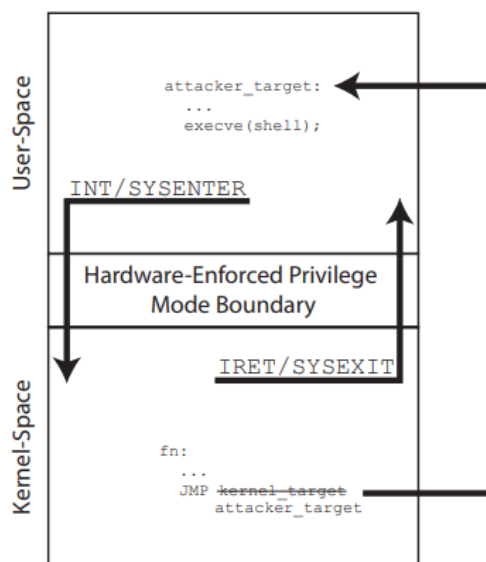 User-Space
attacker_target:
...
execve(shell);
INT/SYSENTER
Hardware-Enforced Privilege
Mode Boundary
IRET/SYSEXIT
Kernel-Space
fn:
...
JMP kernel_target
attacker_target